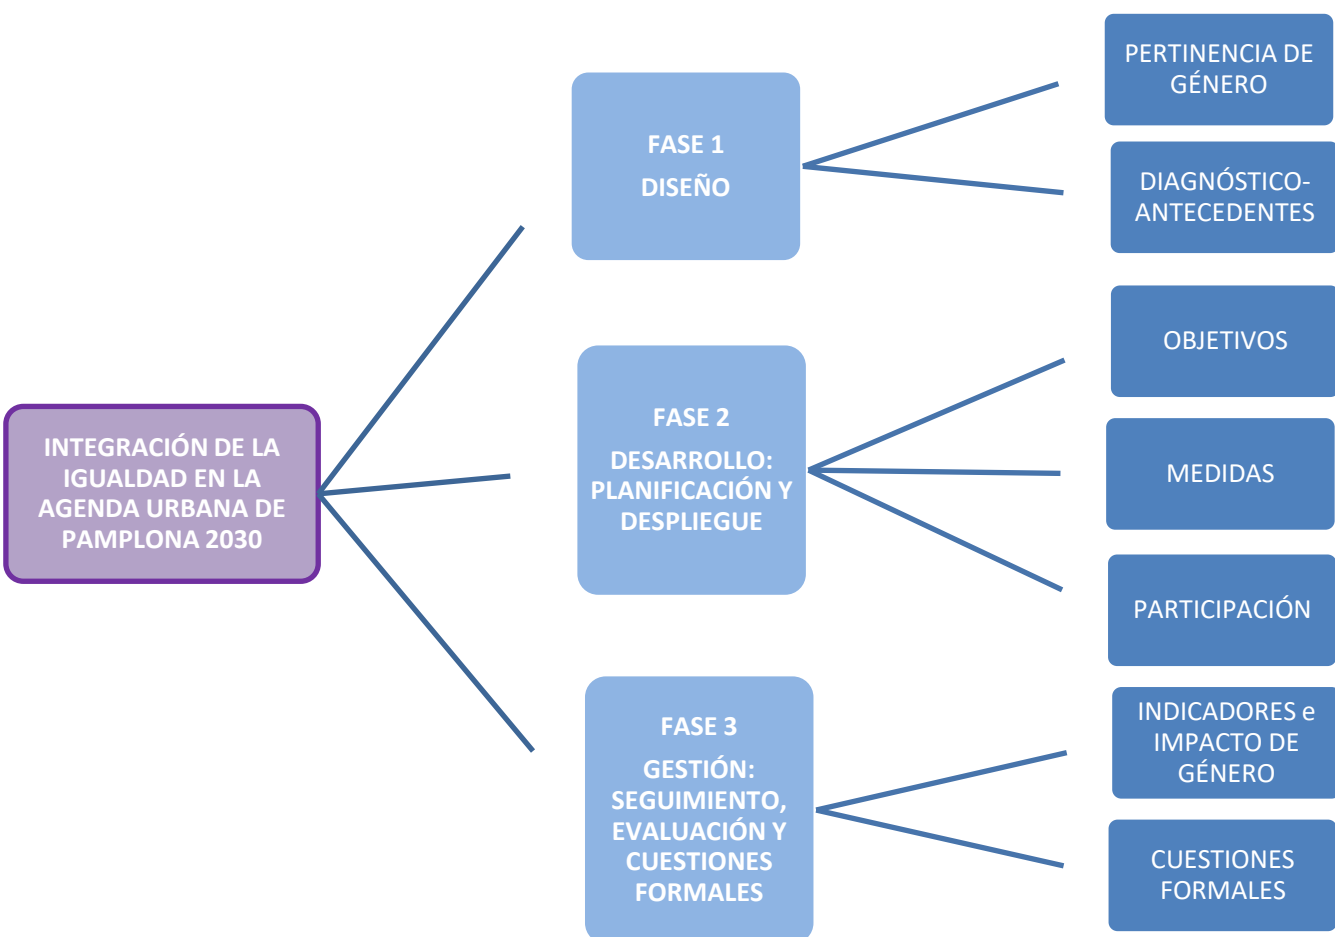 INTEGRACIÓN DE LA
IGUALDAD EN LA
AGENDA URBANA DE
PAMPLONA 2030
FASE 1
DISEÑO
PERTINENCIA DE
GÉNERO
DIAGNÓSTICO-
ANTECEDENTES
FASE 2
DESARROLLO:
PLANIFICACIÓN Y
DESPLIEGUE
OBJETIVOS
MEDIDAS
PARTICIPACIÓN
FASE 3
GESTIÓN:
SEGUIMIENTO,
EVALUACIÓN Y
CUESTIONES
FORMALES
INDICADORES e
IMPACTO DE
GÉNERO
CUESTIONES
FORMALES